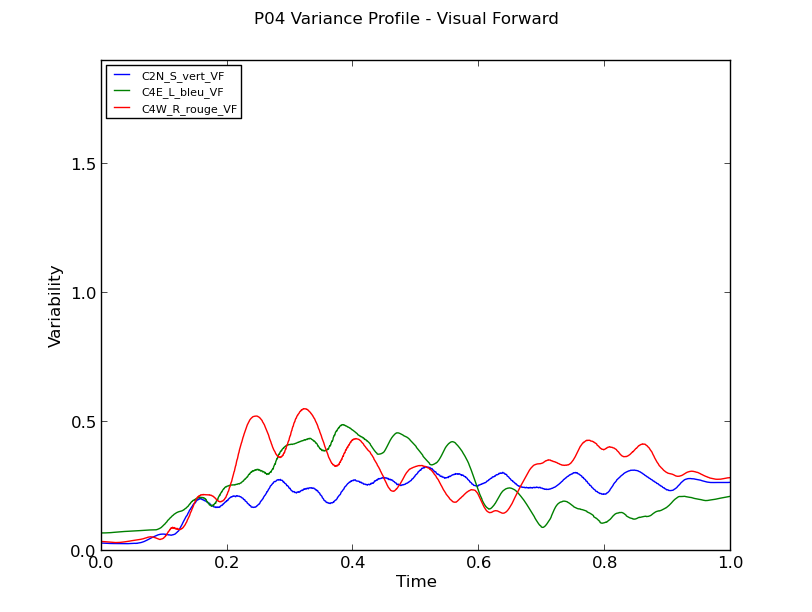 P04 Variance Profile - Visual Forward
C2N_S_vert_VF
C4E_L_bleu_VF
C4W_R_rouge_VF
1.5
1.0
0.5
0.0
Variability
0.0 0.2 0.4 0.6 0.8 1.0
Time